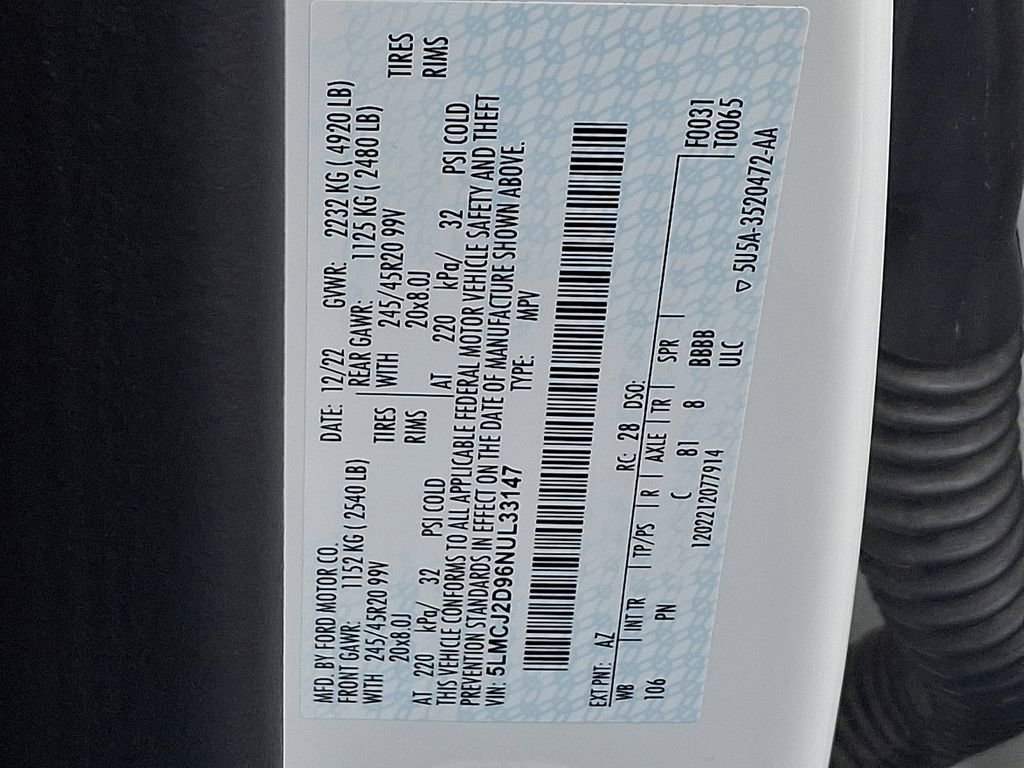 MFD. BY FORD MOTOR CO. DATE: 12/22 GVWR: 2232 KG ( 4920 LB)
FRONT GAWR: 1152 KG ( 2540 LB) REAR GAWR: 1125 KG ( 2480 LB)
WITH 245/45R20 99V TIRES WITH 245/45R20 99V TIRES
20x8.0J RIMS 20x8.0J RIMS
AT 220 kPa/ 32 PSI COLD AT 220 kPa/ 32 PSI COLD
THIS VEHICLE CONFORMS TO ALL APPLICABLE FEDERAL MOTOR VEHICLE SAFETY AND THEFT
PREVENTION STANDARDS IN EFFECT ON THE DATE OF MANUFACTURE SHOWN ABOVE.
VIN: 5LMCJ2D96NUL33147 TYPE: MPV
EXT PNT: AZ RC: 28 DSO: F0031
WB INT TR TP/PS R AXLE TR SPR T0065
106 PN C 81 8 BBBB
1202212077914 ULC
▽ 5U5A-3520472-AA